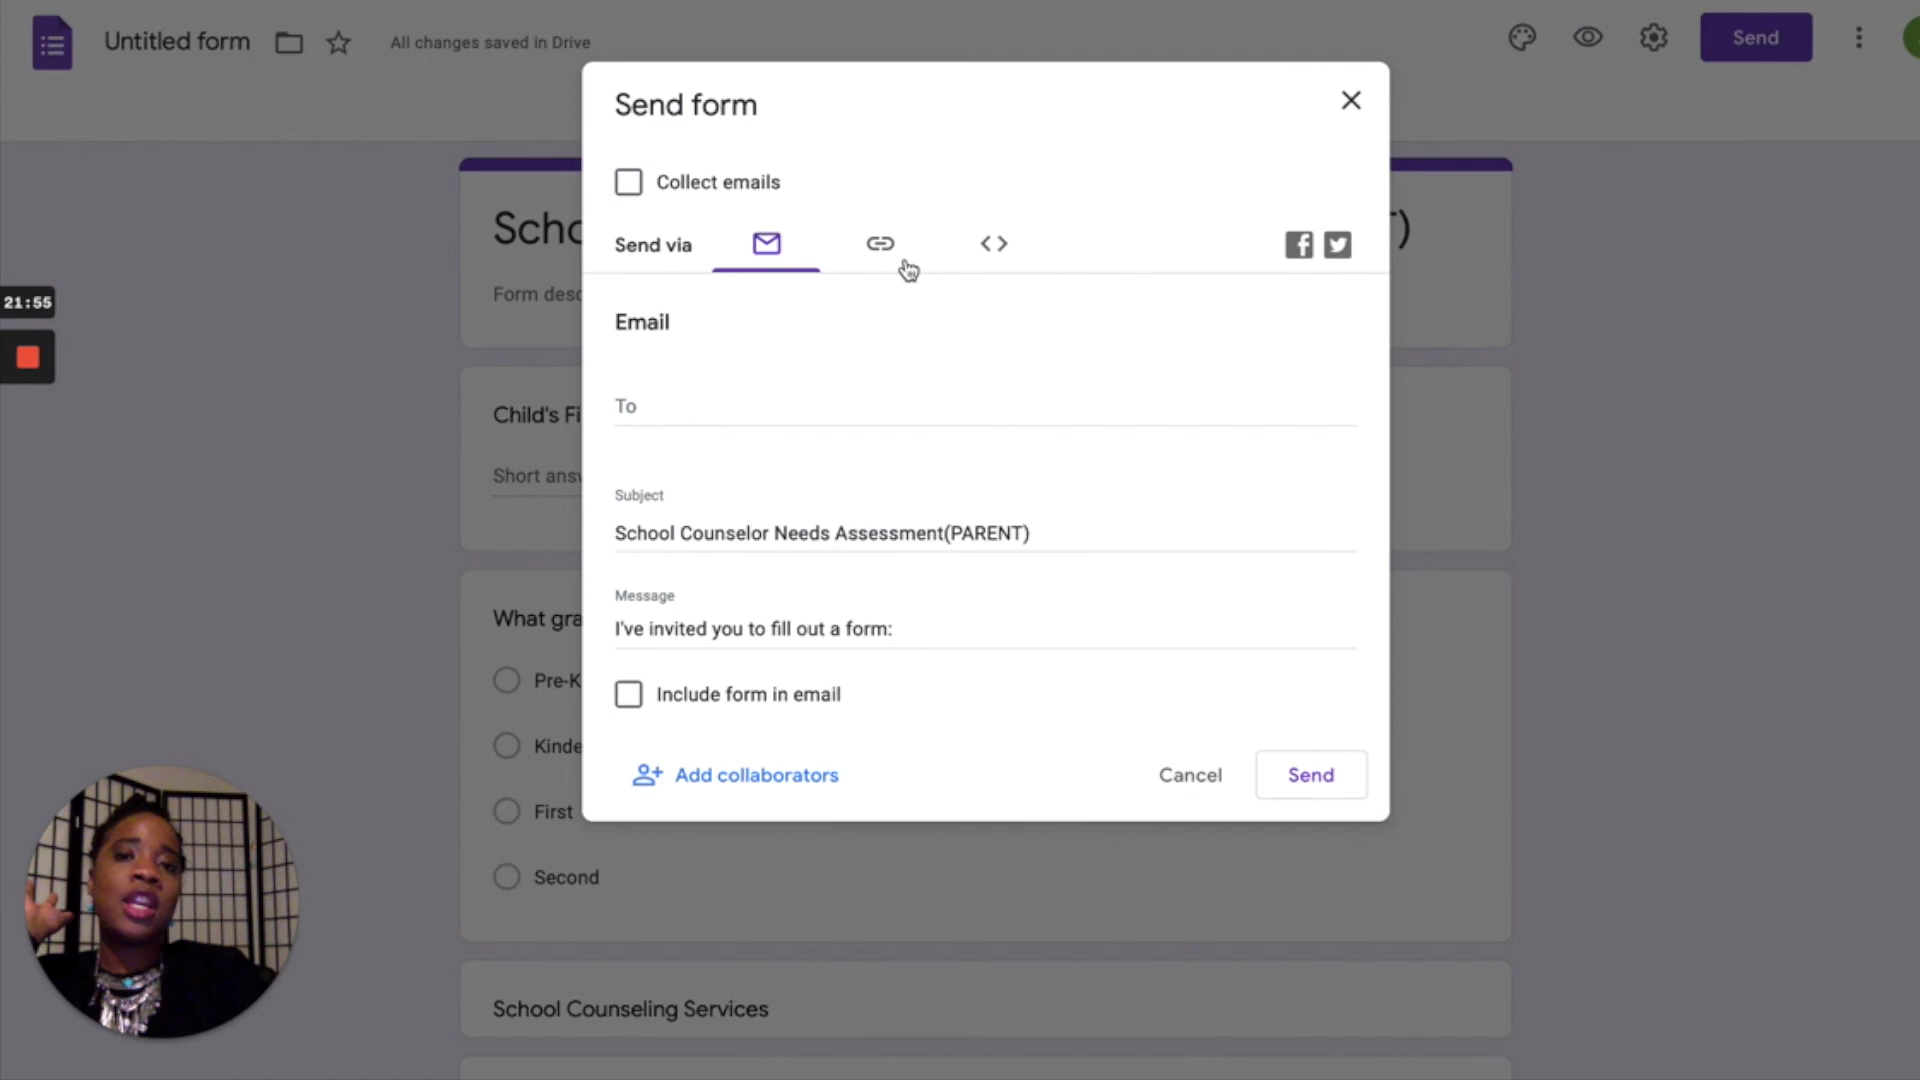 Untitled form
All changes saved in Drive
Send
Send form
Collect emails
Send via
Form desc
Email
21:55
Child's Fi
To
Short answ
Subject
School Counselor Needs Assessment(PARENT)
Message
What gra
I've invited you to fill out a form:
Pre-K
Include form in email
Kinde
Add collaborators
Cancel
Send
First
Second
School Counseling Services